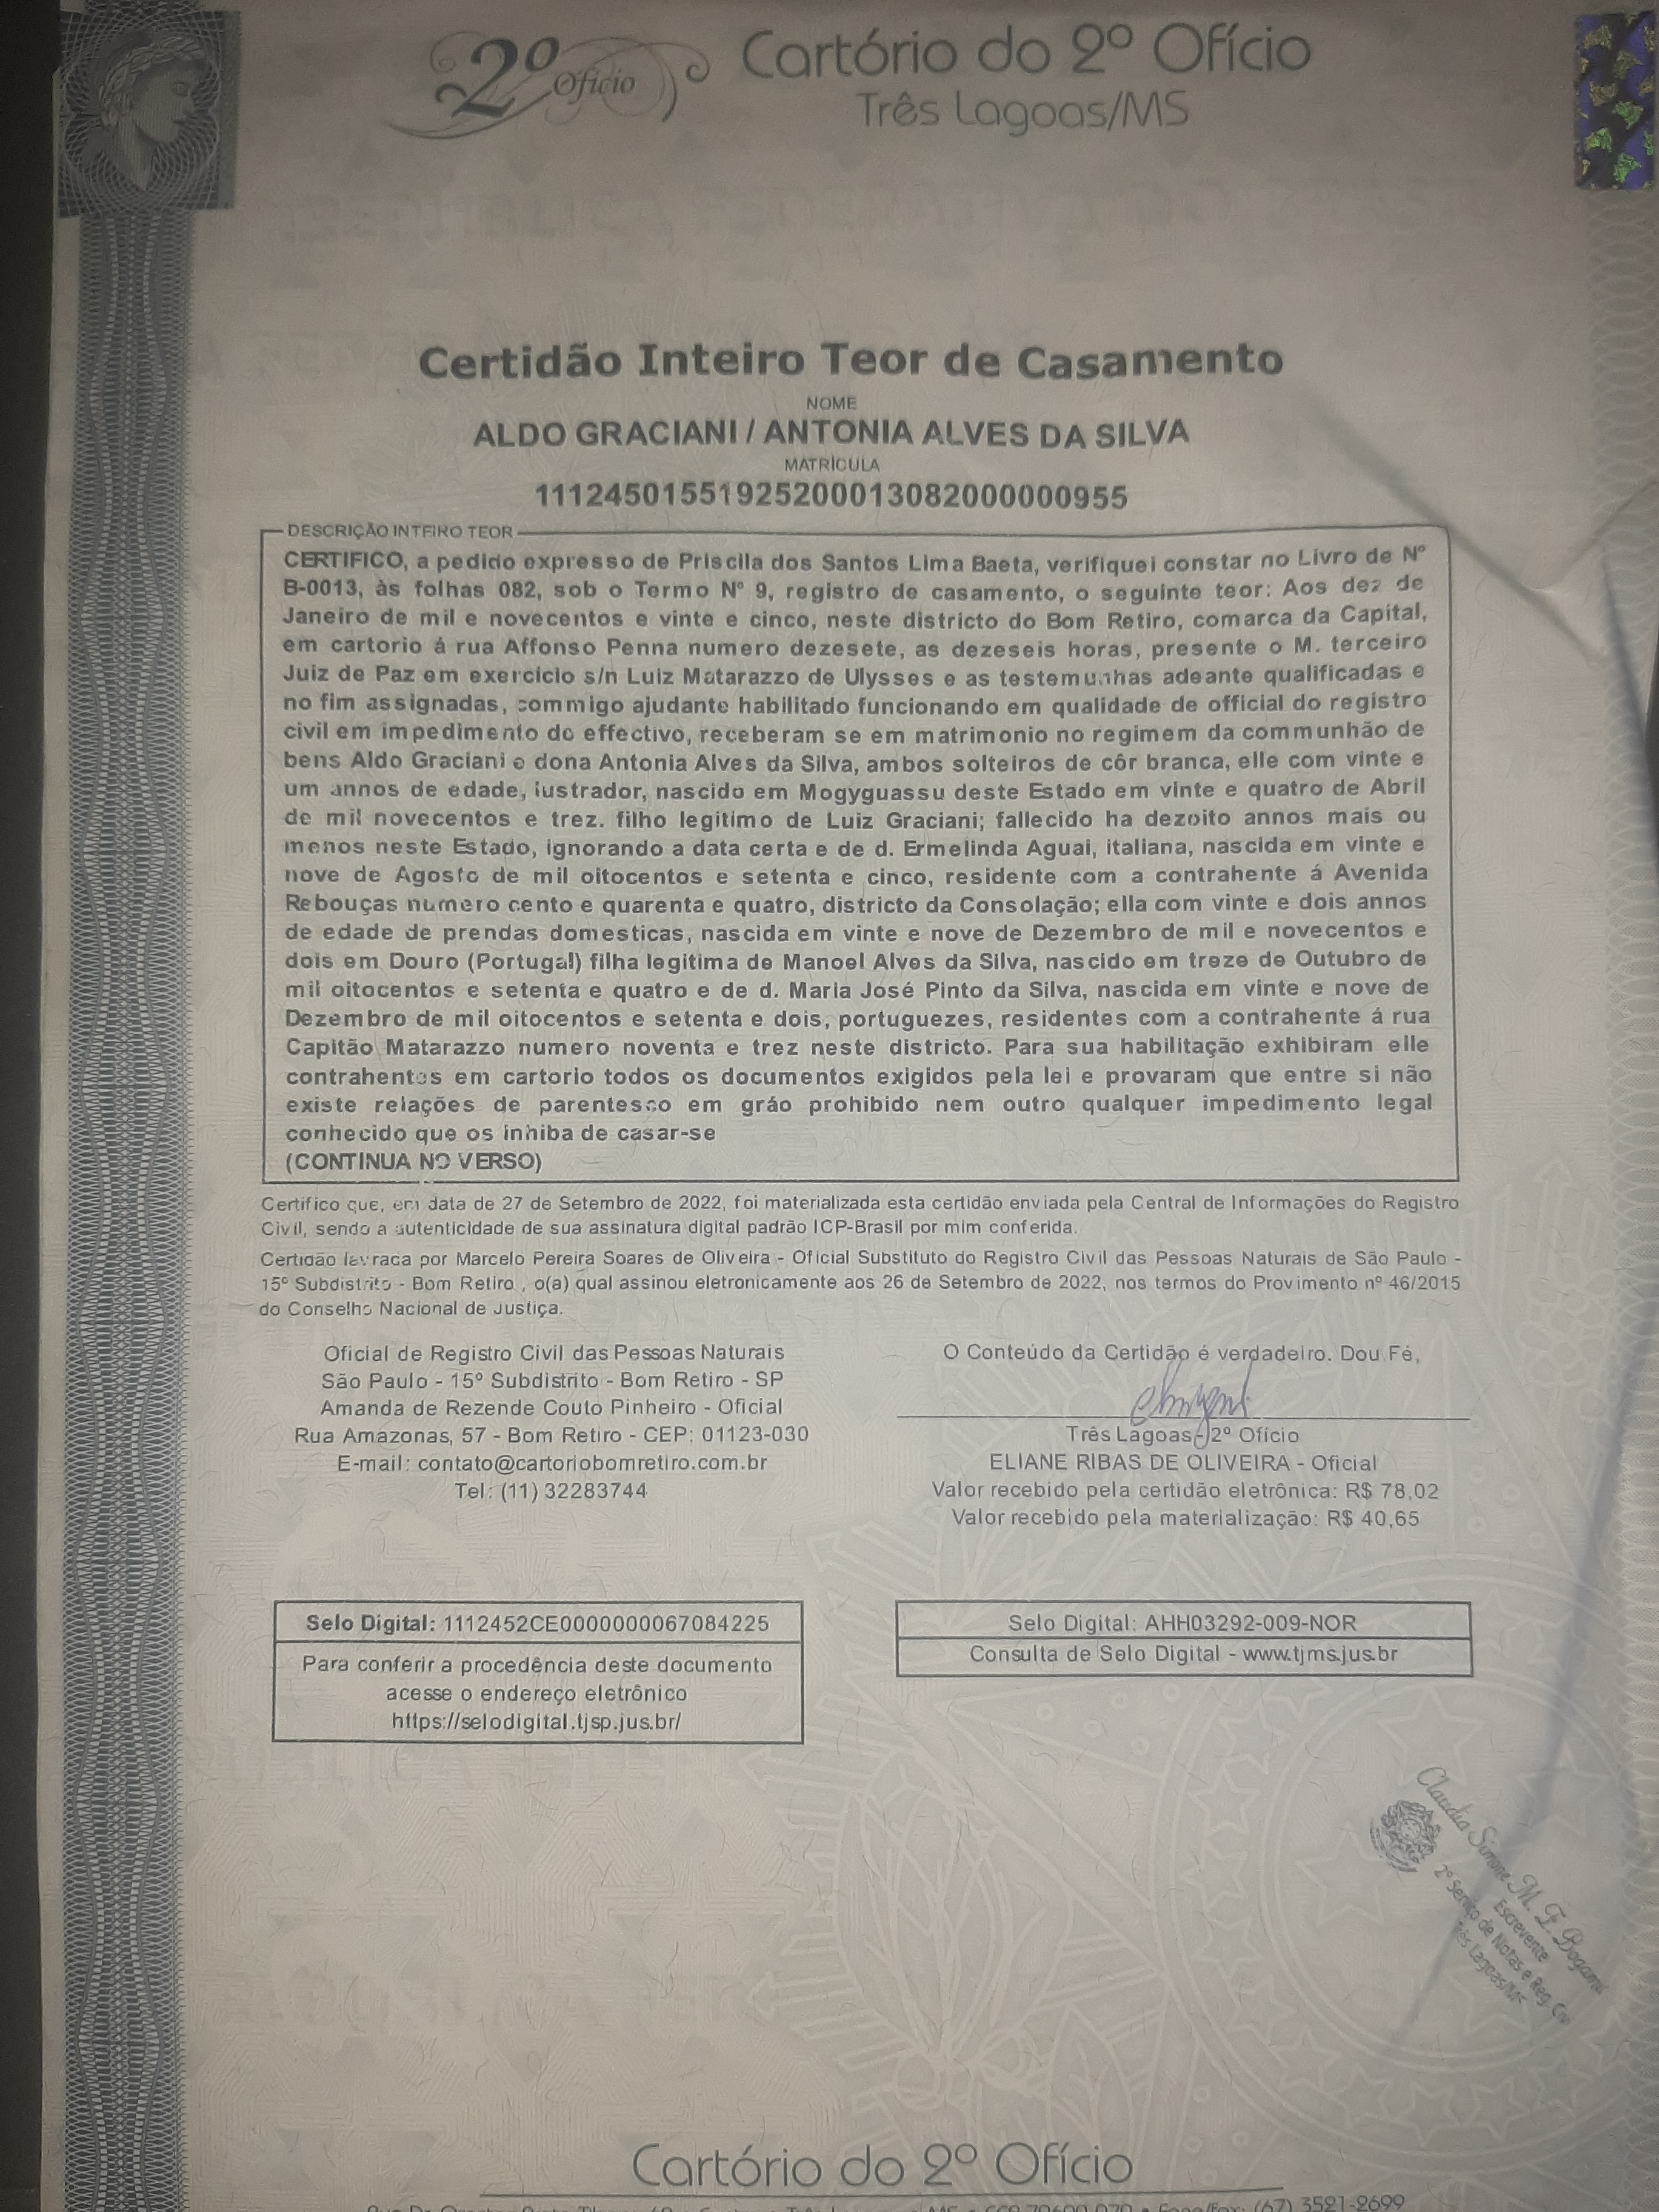 2º Ofício
Cartório do 2º Ofício
Três Lagoas/MS
Certidão Inteiro Teor de Casamento
NOME
ALDO GRACIANI / ANTONIA ALVES DA SILVA
MATRÍCULA
11124501551925200013082000000955
DESCRIÇÃO INTEIRO TEOR
CERTIFICO, a pedido expresso de Priscila dos Santos Lima Baeta, verifiquei constar no Livro de Nº
B-0013, às folhas 082, sob o Termo Nº 9, registro de casamento, o seguinte teor: Aos dez de
Janeiro de mil e novecentos e vinte e cinco, neste districto do Bom Retiro, comarca da Capital,
em cartorio á rua Affonso Penna numero dezesete, as dezeseis horas, presente o M. terceiro
Juiz de Paz em exercicio s/n Luiz Matarazzo de Ulysses e as testemunhas adeante qualificadas e
no fim assignadas, commigo ajudante habilitado funcionando em qualidade de official do registro
civil em impedimento do effectivo, receberam se em matrimonio no regimem da communhão de
bens Aldo Graciani e dona Antonia Alves da Silva, ambos solteiros de côr branca, elle com vinte e
um annos de edade, lustrador, nascido em Mogyguassu deste Estado em vinte e quatro de Abril
de mil novecentos e trez. filho legitimo de Luiz Graciani; fallecido ha dezoito annos mais ou
menos neste Estado, ignorando a data certa e de d. Ermelinda Aguai, italiana, nascida em vinte e
nove de Agosto de mil oitocentos e setenta e cinco, residente com a contrahente á Avenida
Rebouças numero cento e quarenta e quatro, districto da Consolação; ella com vinte e dois annos
de edade de prendas domesticas, nascida em vinte e nove de Dezembro de mil e novecentos e
dois em Douro (Portugal) filha legitima de Manoel Alves da Silva, nascido em treze de Outubro de
mil oitocentos e setenta e quatro e de d. Maria José Pinto da Silva, nascida em vinte e nove de
Dezembro de mil oitocentos e setenta e dois, portuguezes, residentes com a contrahente á rua
Capitão Matarazzo numero noventa e trez neste districto. Para sua habilitação exhibiram elle
contrahentes em cartorio todos os documentos exigidos pela lei e provaram que entre si não
existe relações de parentesco em gráo prohibido nem outro qualquer impedimento legal
conhecido que os inhiba de casar-se
(CONTINUA NO VERSO)
Certifico que, em data de 27 de Setembro de 2022, foi materializada esta certidão enviada pela Central de Informações do Registro
Civil, sendo a autenticidade de sua assinatura digital padrão ICP-Brasil por mim conferida.
Certidão lavrada por Marcelo Pereira Soares de Oliveira - Oficial Substituto do Registro Civil das Pessoas Naturais de São Paulo -
15º Subdistrito - Bom Retiro , o(a) qual assinou eletronicamente aos 26 de Setembro de 2022, nos termos do Provimento nº 46/2015
do Conselho Nacional de Justiça.
Oficial de Registro Civil das Pessoas Naturais
São Paulo - 15º Subdistrito - Bom Retiro - SP
Amanda de Rezende Couto Pinheiro - Oficial
Rua Amazonas, 57 - Bom Retiro - CEP: 01123-030
E-mail: contato@cartoriobomretiro.com.br
Tel: (11) 32283744
O Conteúdo da Certidão é verdadeiro. Dou Fé,
Três Lagoas - 2º Ofício
ELIANE RIBAS DE OLIVEIRA - Oficial
Valor recebido pela certidão eletrônica: R$ 78,02
Valor recebido pela materialização: R$ 40,65
Selo Digital: 1112452CE0000000067084225
Para conferir a procedência deste documento
acesse o endereço eletrônico
https://selodigital.tjsp.jus.br/
Selo Digital: AHH03292-009-NOR
Consulta de Selo Digital - www.tjms.jus.br
Claudia Simone M. F.
Escrevente
2º Serviço de Notas e Reg. Civ
Três Lagoas/MS
Cartório do 2º Ofício
(67) 3521-2699